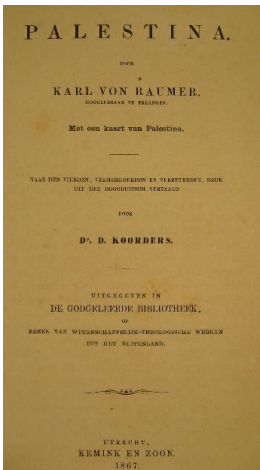 PALESTINA.
DOOR
KARL VON RAUMER,
HOOGLEERAAR TE ERLANGEN.
Met een kaart van Palestina.
NAAR DEN VIERDEN, VERMEERDERDEN EN VERBETERDEN, DRUK
UIT HET HOOGDUITSCH VERTAALD
DOOR
Dr. D. KOORDERS.
UITGEGEVEN IN
DE GODGELEERDE BIBLIOTHEEK,
OF
REEKS VAN WETENSCHAPPELIJK-THEOLOGISCHE WERKEN
UIT HET BUITENLAND.
UTRECHT,
KEMINK EN ZOON.
1867.